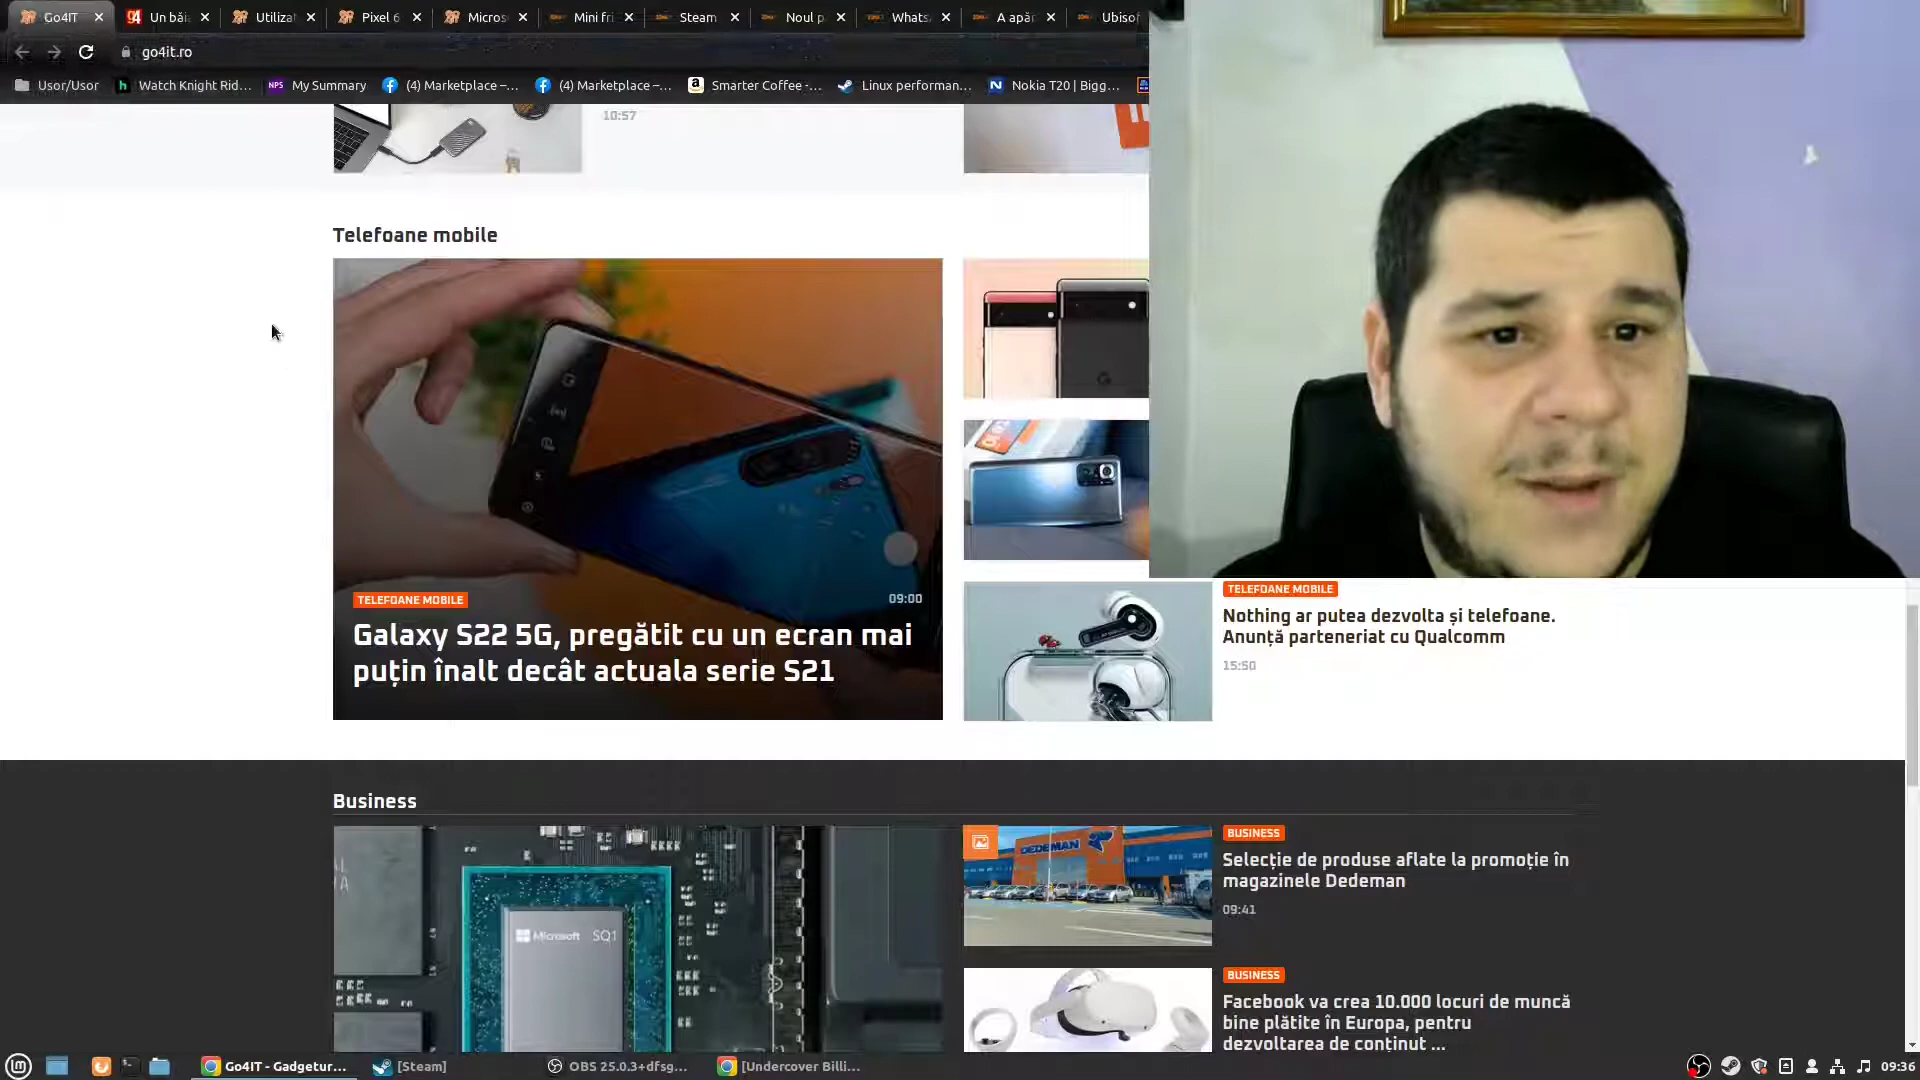 Go4IT
Un băi
Utiliza
Pixel 6
Micros
Mini fri
Steam
Noul p
Whats
A apăr
Ubisof
go4it.ro
Usor/Usor
Watch Knight Rid...
NPS My Summary
(4) Marketplace –...
(4) Marketplace –...
Smarter Coffee -...
Linux performan...
Nokia T20 | Bigg...
10:57
Telefoane mobile
TELEFOANE MOBILE
09:00
Galaxy S22 5G, pregătit cu un ecran mai
puțin înalt decât actuala serie S21
TELEFOANE MOBILE
Nothing ar putea dezvolta și telefoane.
Anunță parteneriat cu Qualcomm
15:50
Business
Microsoft SQ1
DEDEMAN
BUSINESS
Selecție de produse aflate la promoție în
magazinele Dedeman
09:41
BUSINESS
Facebook va crea 10.000 locuri de muncă
bine plătite în Europa, pentru
dezvoltarea de conținut ...
Go4IT - Gadgetur...
[Steam]
OBS 25.0.3+dfsg...
[Undercover Billi...
09:36